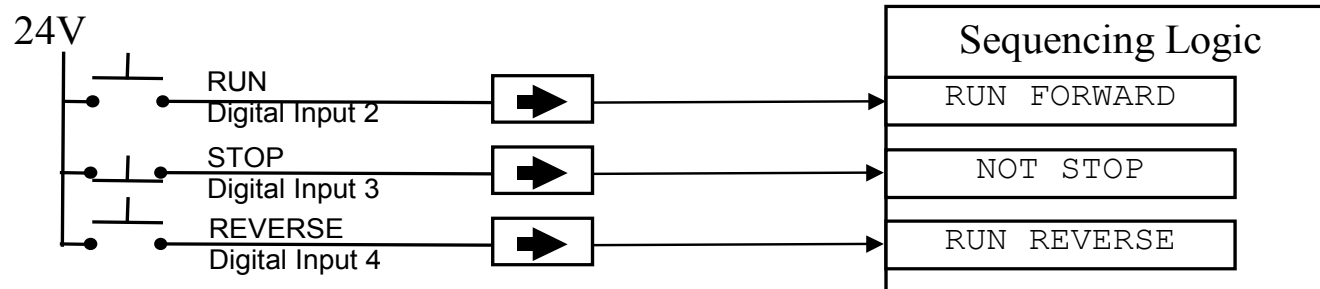 24V
Sequencing Logic
RUN
Digital Input 2
RUN FORWARD
STOP
Digital Input 3
NOT STOP
REVERSE
Digital Input 4
RUN REVERSE